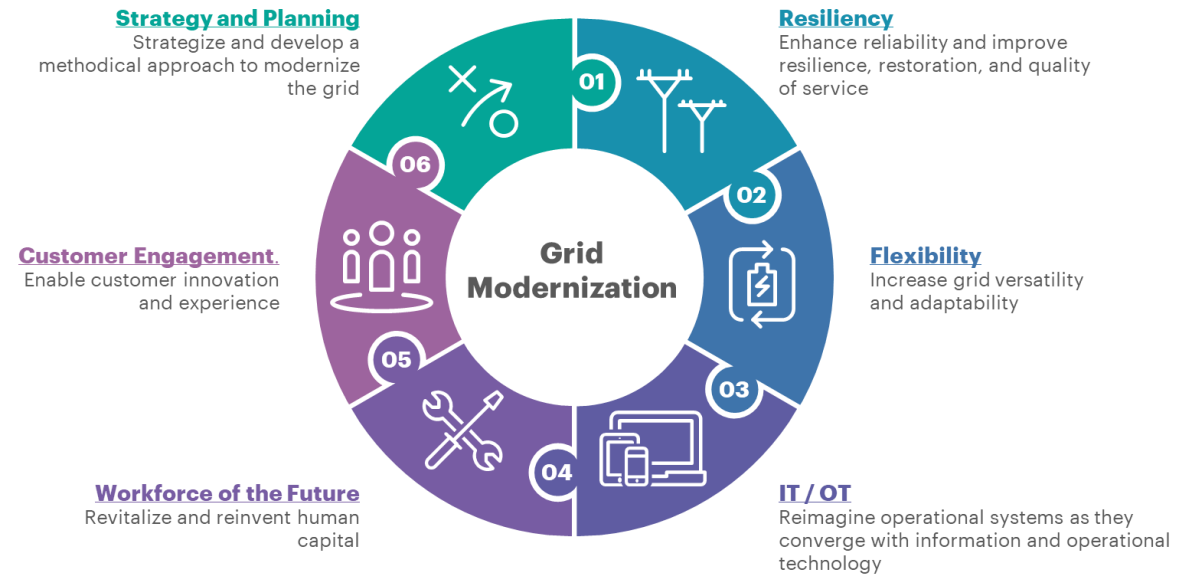 Strategy and Planning
Strategize and develop a
methodical approach to modernize
the grid
01
Resiliency
Enhance reliability and improve
resilience, restoration, and quality
of service
02
Flexibility
Increase grid versatility
and adaptability
03
IT / OT
Reimagine operational systems as they
converge with information and operational
technology
04
Workforce of the Future
Revitalize and reinvent human
capital
05
Customer Engagement.
Enable customer innovation
and experience
06
Grid
Modernization